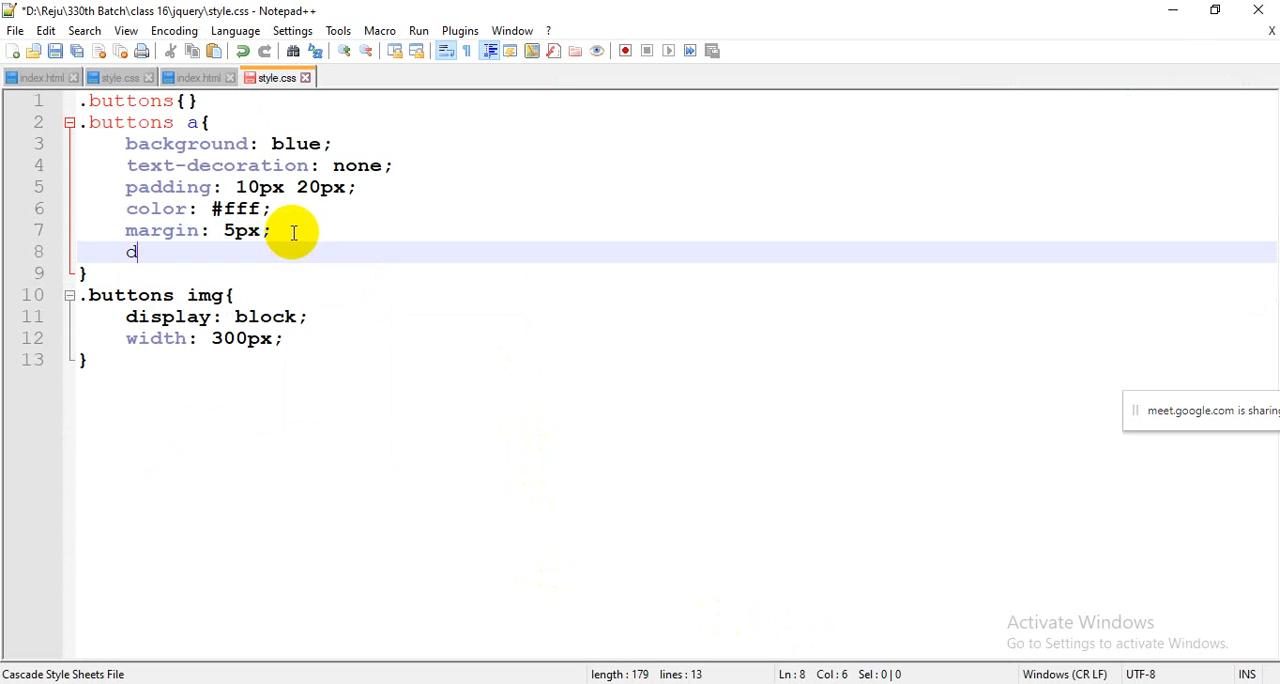 *D:\Reju\330th Batch\class 16\jquery\style.css - Notepad++
File Edit Search View Encoding Language Settings Tools Macro Run Plugins Window ? X
index.html style.css index.html style.css
1 .buttons{}
2 .buttons a{
3 background: blue;
4 text-decoration: none;
5 padding: 10px 20px;
6 color: #fff;
7 margin: 5px;
8 d
9 }
10 .buttons img{
11 display: block;
12 width: 300px;
13 }
meet.google.com is sharing
Activate Windows
Go to Settings to activate Windows.
Cascade Style Sheets File length : 179 lines : 13 Ln : 8 Col : 6 Sel : 0 | 0 Windows (CR LF) UTF-8 INS